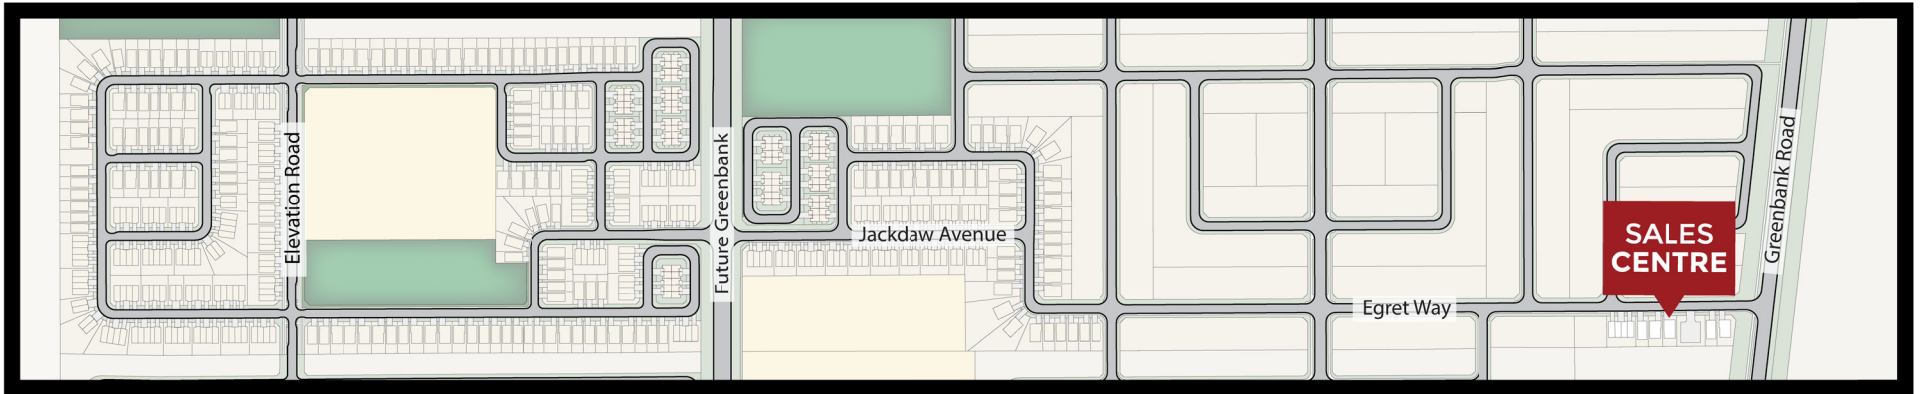 Elevation Road
Future Greenbank
Jackdaw Avenue
Egret Way
SALES
CENTRE
Greenbank Road